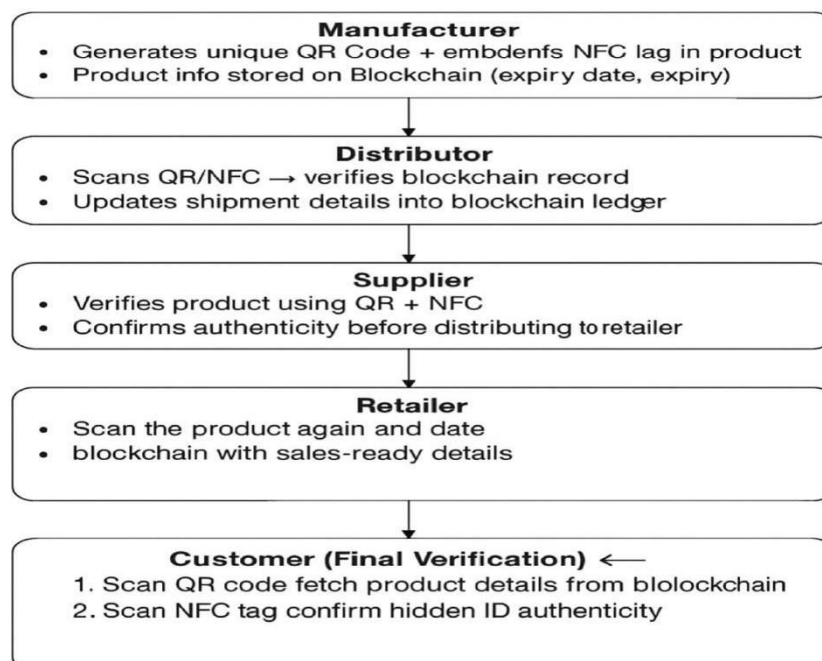 Manufacturer
• Generates unique QR Code + embdenfs NFC lag in product
• Product info stored on Blockchain (expiry date, expiry)
Distributor
• Scans QR/NFC → verifies blockchain record
• Updates shipment details into blockchain ledger
Supplier
• Verifies product using QR + NFC
• Confirms authenticity before distributing to retailer
Retailer
• Scan the product again and date
• blockchain with sales-ready details
Customer (Final Verification) ←
1. Scan QR code fetch product details from blolockchain
2. Scan NFC tag confirm hidden ID authenticity